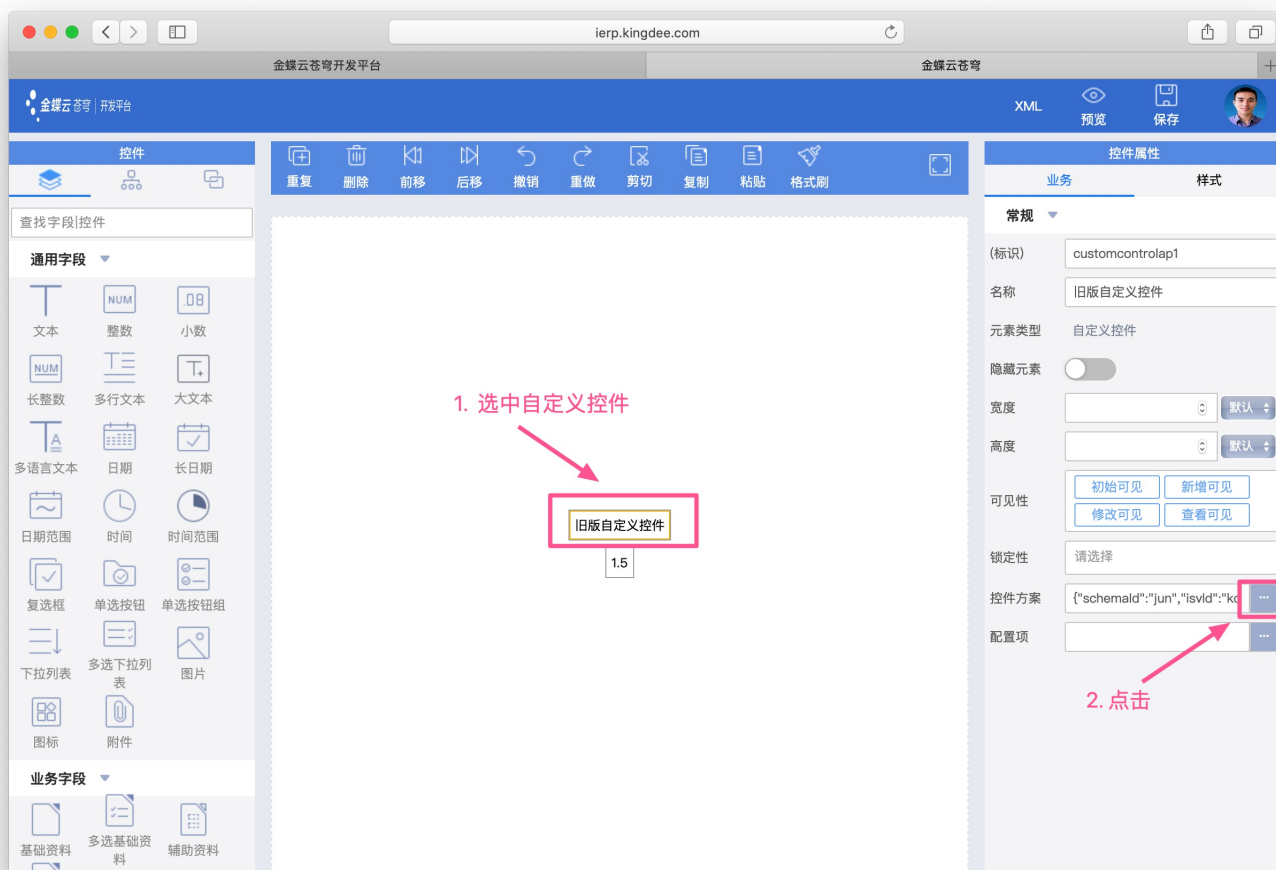 ierp.kingdee.com
金蝶云苍穹开发平台
金蝶云苍穹
金蝶云 苍穹 | 开发平台
XML
预览
保存
控件
重复
删除
前移
后移
撤销
重做
剪切
复制
粘贴
格式刷
控件属性
业务
样式
查找字段|控件
常规
通用字段
(标识)
customcontrolap1
NUM
.08
名称
旧版自定义控件
文本
整数
小数
元素类型
自定义控件
NUM
隐藏元素
长整数
多行文本
大文本
1. 选中自定义控件
宽度
默认
高度
默认
多语言文本
日期
长日期
可见性
初始可见
新增可见
修改可见
查看可见
旧版自定义控件
1.5
日期范围
时间
时间范围
锁定性
请选择
控件方案
{"schemaId":"jun","isvId":"kd
...
复选框
单选按钮
单选按钮组
配置项
...
下拉列表
多选下拉列
表
图片
2. 点击
图标
附件
业务字段
基础资料
多选基础资
料
辅助资料